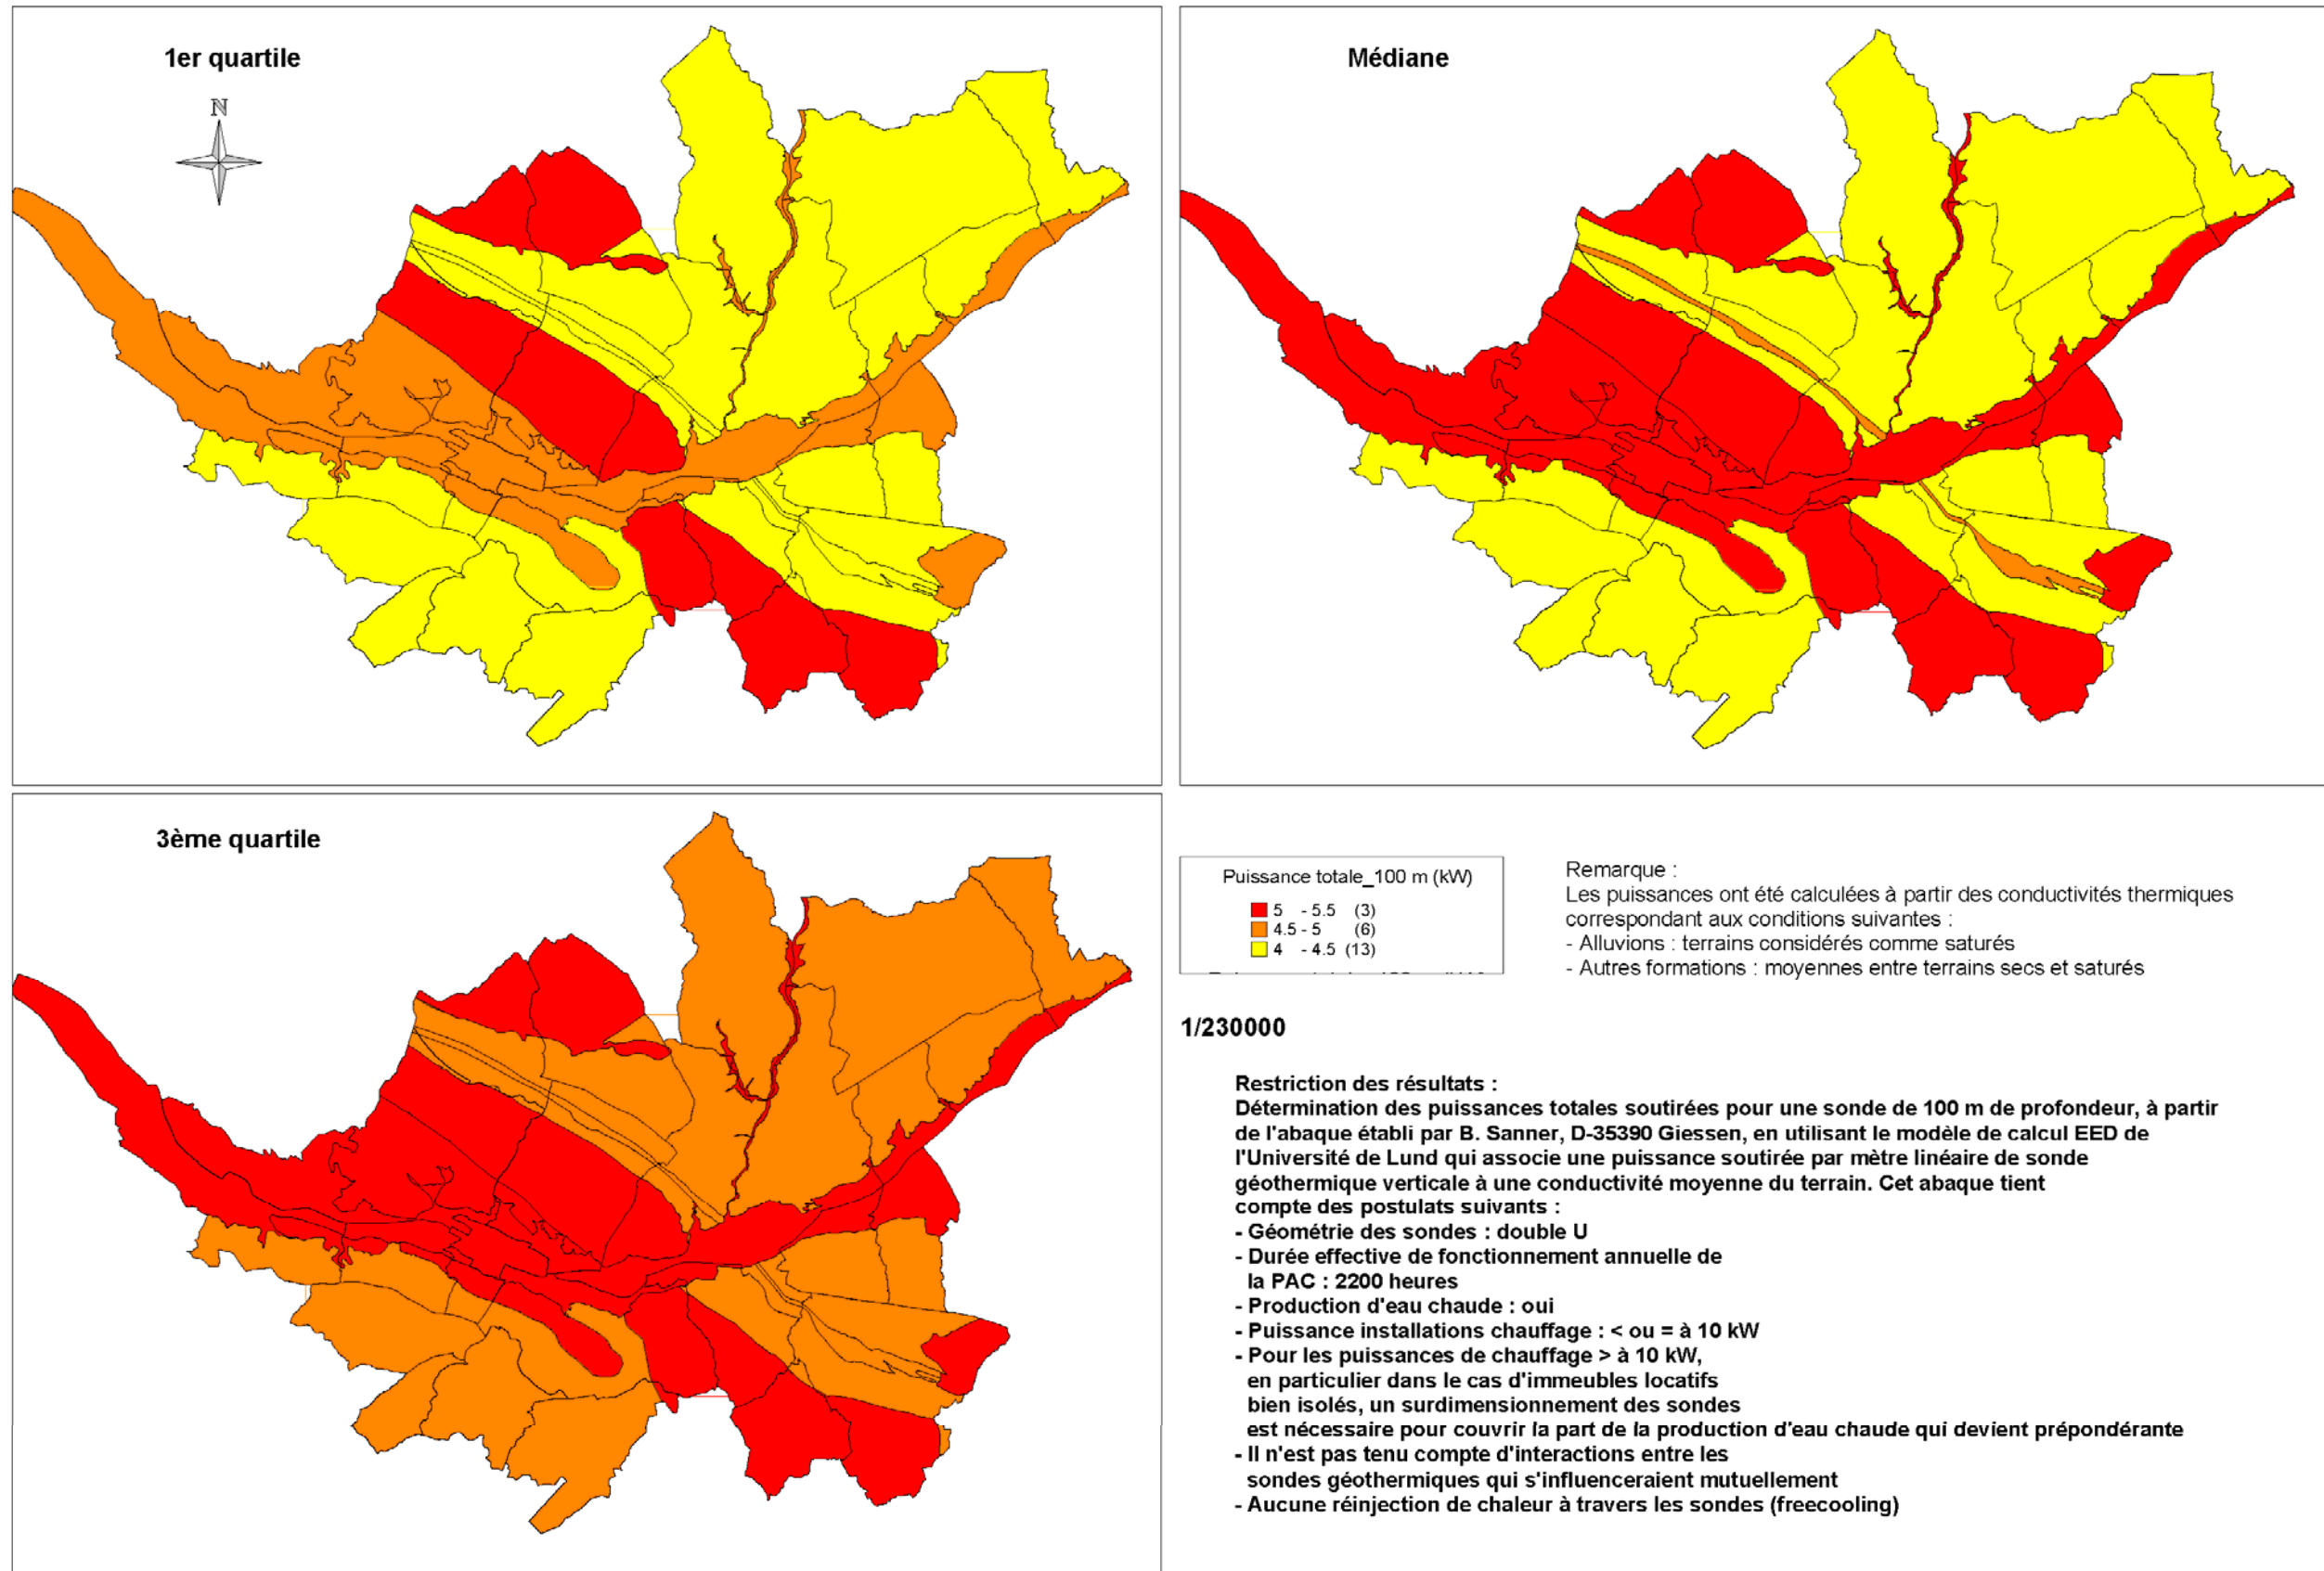 1er quartile
N
Médiane
3ème quartile
Puissance totale_100 m (kW)
5 - 5.5 (3)
4.5 - 5 (6)
4 - 4.5 (13)
Remarque :
Les puissances ont été calculées à partir des conductivités thermiques
correspondant aux conditions suivantes :
- Alluvions : terrains considérés comme saturés
- Autres formations : moyennes entre terrains secs et saturés
1/230000
Restriction des résultats :
Détermination des puissances totales soutirées pour une sonde de 100 m de profondeur, à partir
de l'abaque établi par B. Sanner, D-35390 Giessen, en utilisant le modèle de calcul EED de
l'Université de Lund qui associe une puissance soutirée par mètre linéaire de sonde
géothermique verticale à une conductivité moyenne du terrain. Cet abaque tient
compte des postulats suivants :
- Géométrie des sondes : double U
- Durée effective de fonctionnement annuelle de
la PAC : 2200 heures
- Production d'eau chaude : oui
- Puissance installations chauffage : < ou = à 10 kW
- Pour les puissances de chauffage > à 10 kW,
en particulier dans le cas d'immeubles locatifs
bien isolés, un surdimensionnement des sondes
est nécessaire pour couvrir la part de la production d'eau chaude qui devient prépondérante
- Il n'est pas tenu compte d'interactions entre les
sondes géothermiques qui s'influenceraient mutuellement
- Aucune réinjection de chaleur à travers les sondes (freecooling)